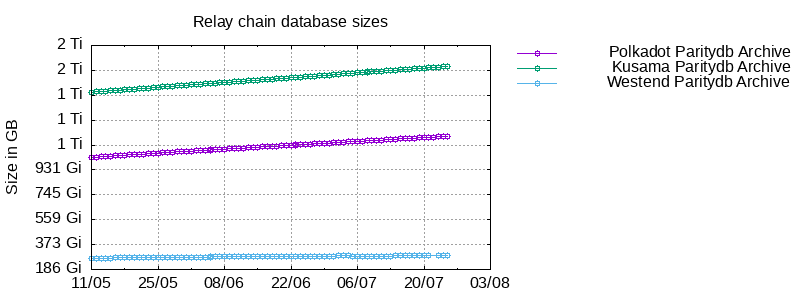 Relay chain database sizes
Size in GB
2 Ti
2 Ti
1 Ti
1 Ti
1 Ti
931 Gi
745 Gi
559 Gi
373 Gi
186 Gi
11/05 25/05 08/06 22/06 06/07 20/07 03/08
Polkadot Paritydb Archive
Kusama Paritydb Archive
Westend Paritydb Archive